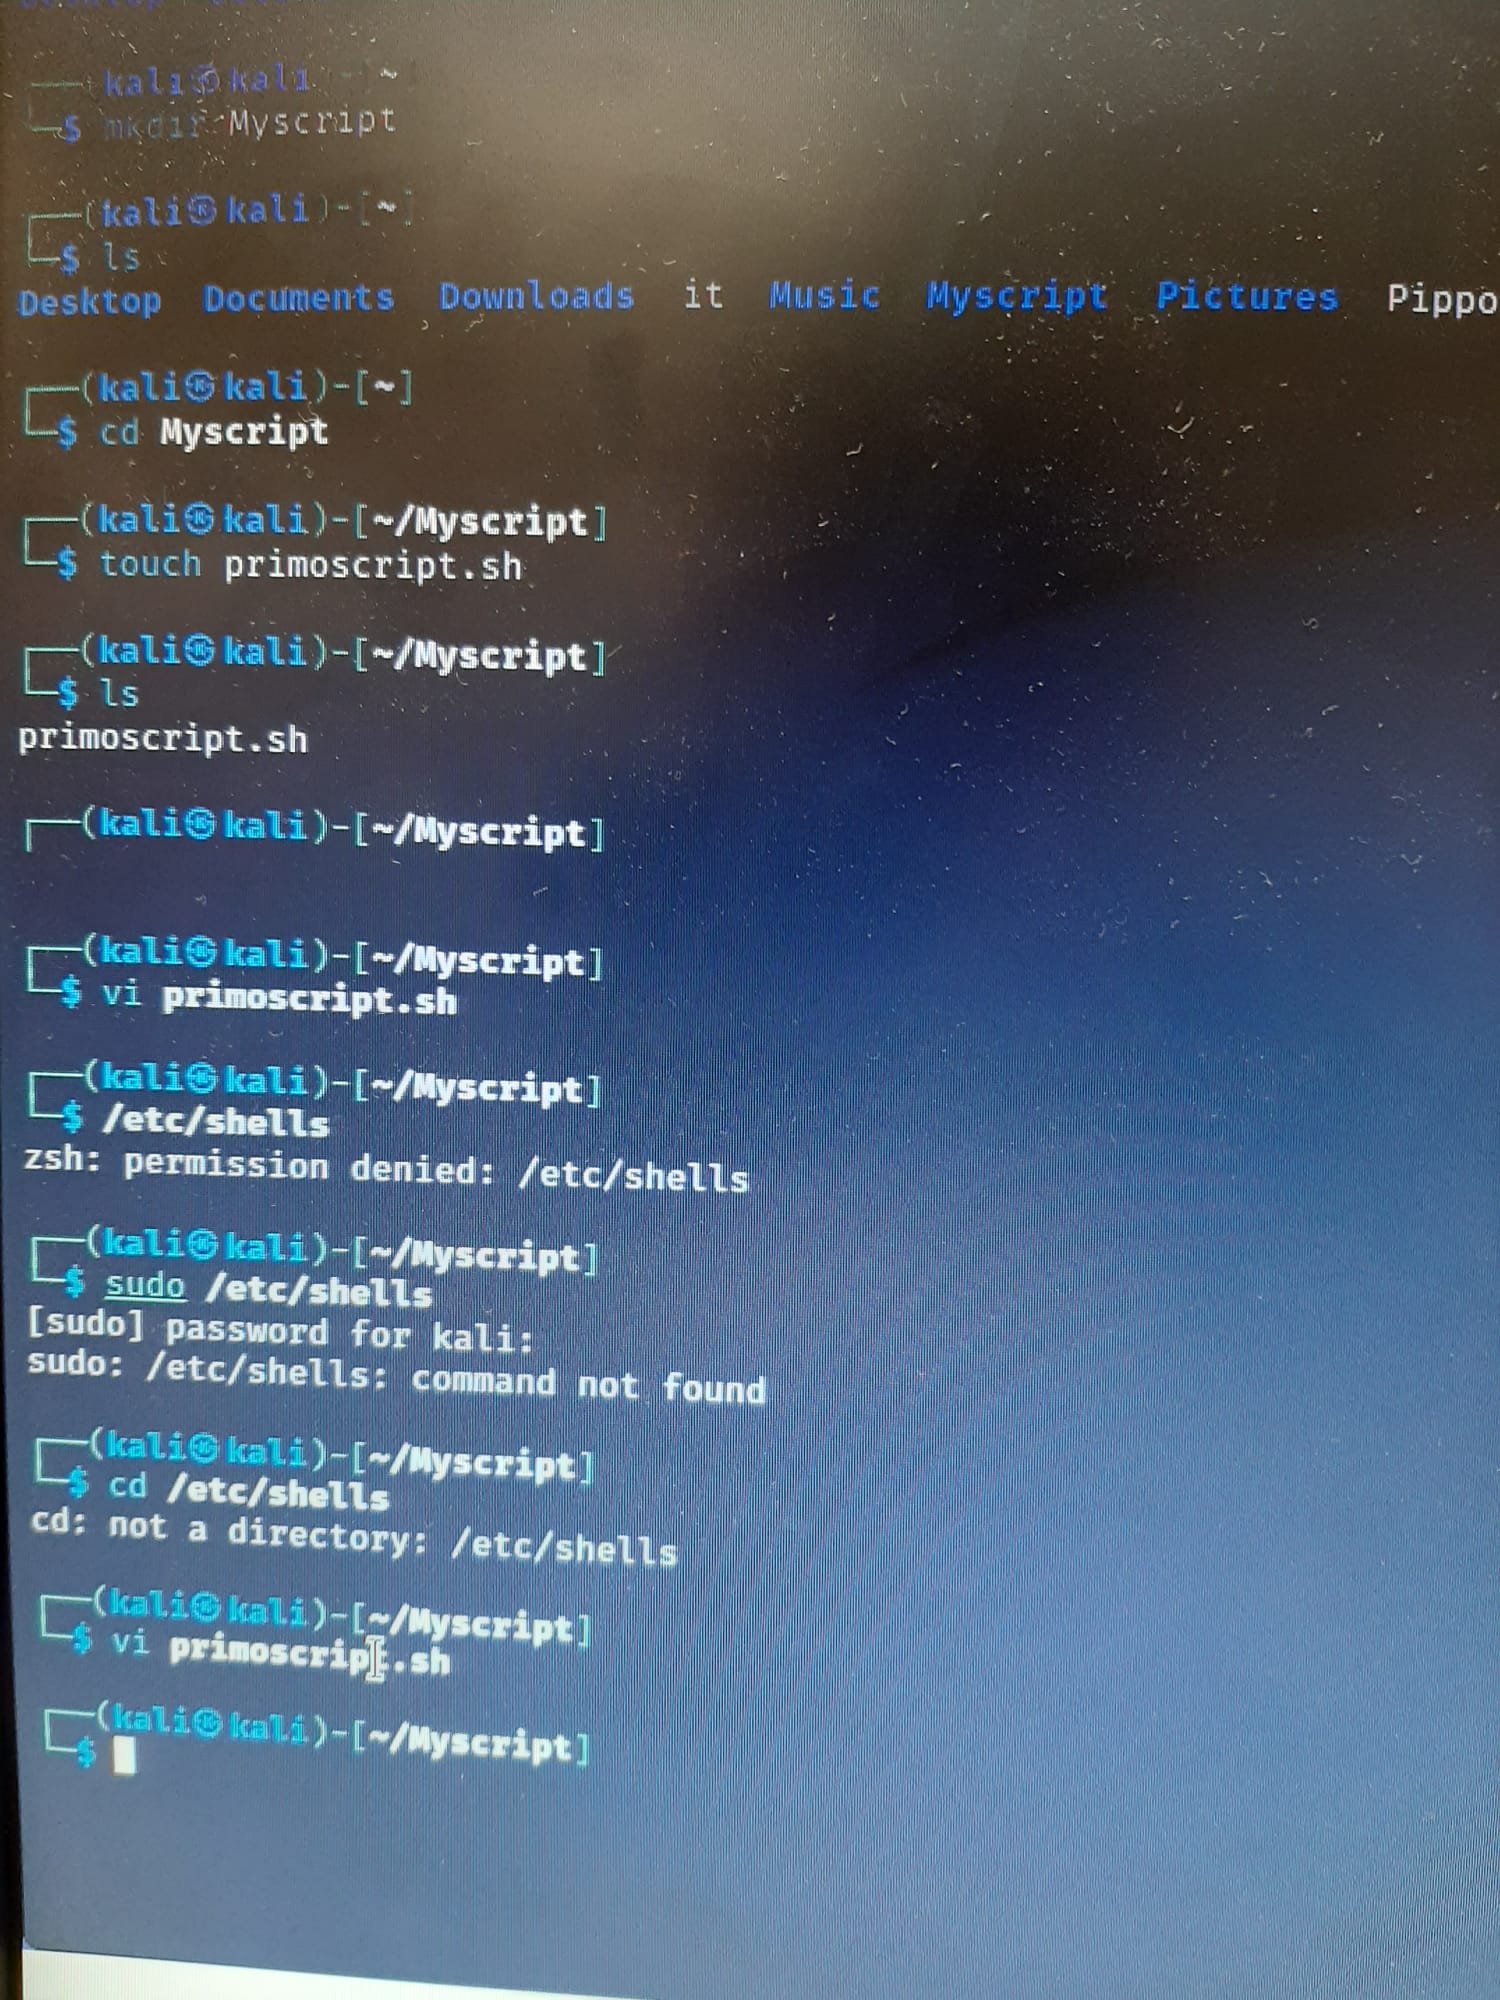 kali㉿kali ~
└─$ mkdir Myscript
┌──(kali㉿kali)-[~]
└─$ ls
Desktop Documents Downloads it Music Myscript Pictures Pippo
┌──(kali㉿kali)-[~]
└─$ cd Myscript
┌──(kali㉿kali)-[~/Myscript]
└─$ touch primoscript.sh
┌──(kali㉿kali)-[~/Myscript]
└─$ ls
primoscript.sh
┌──(kali㉿kali)-[~/Myscript]
┌──(kali㉿kali)-[~/Myscript]
└─$ vi primoscript.sh
┌──(kali㉿kali)-[~/Myscript]
└─$ /etc/shells
zsh: permission denied: /etc/shells
┌──(kali㉿kali)-[~/Myscript]
└─$ sudo /etc/shells
[sudo] password for kali:
sudo: /etc/shells: command not found
┌──(kali㉿kali)-[~/Myscript]
└─$ cd /etc/shells
cd: not a directory: /etc/shells
┌──(kali㉿kali)-[~/Myscript]
└─$ vi primoscript.sh
┌──(kali㉿kali)-[~/Myscript]
└─$